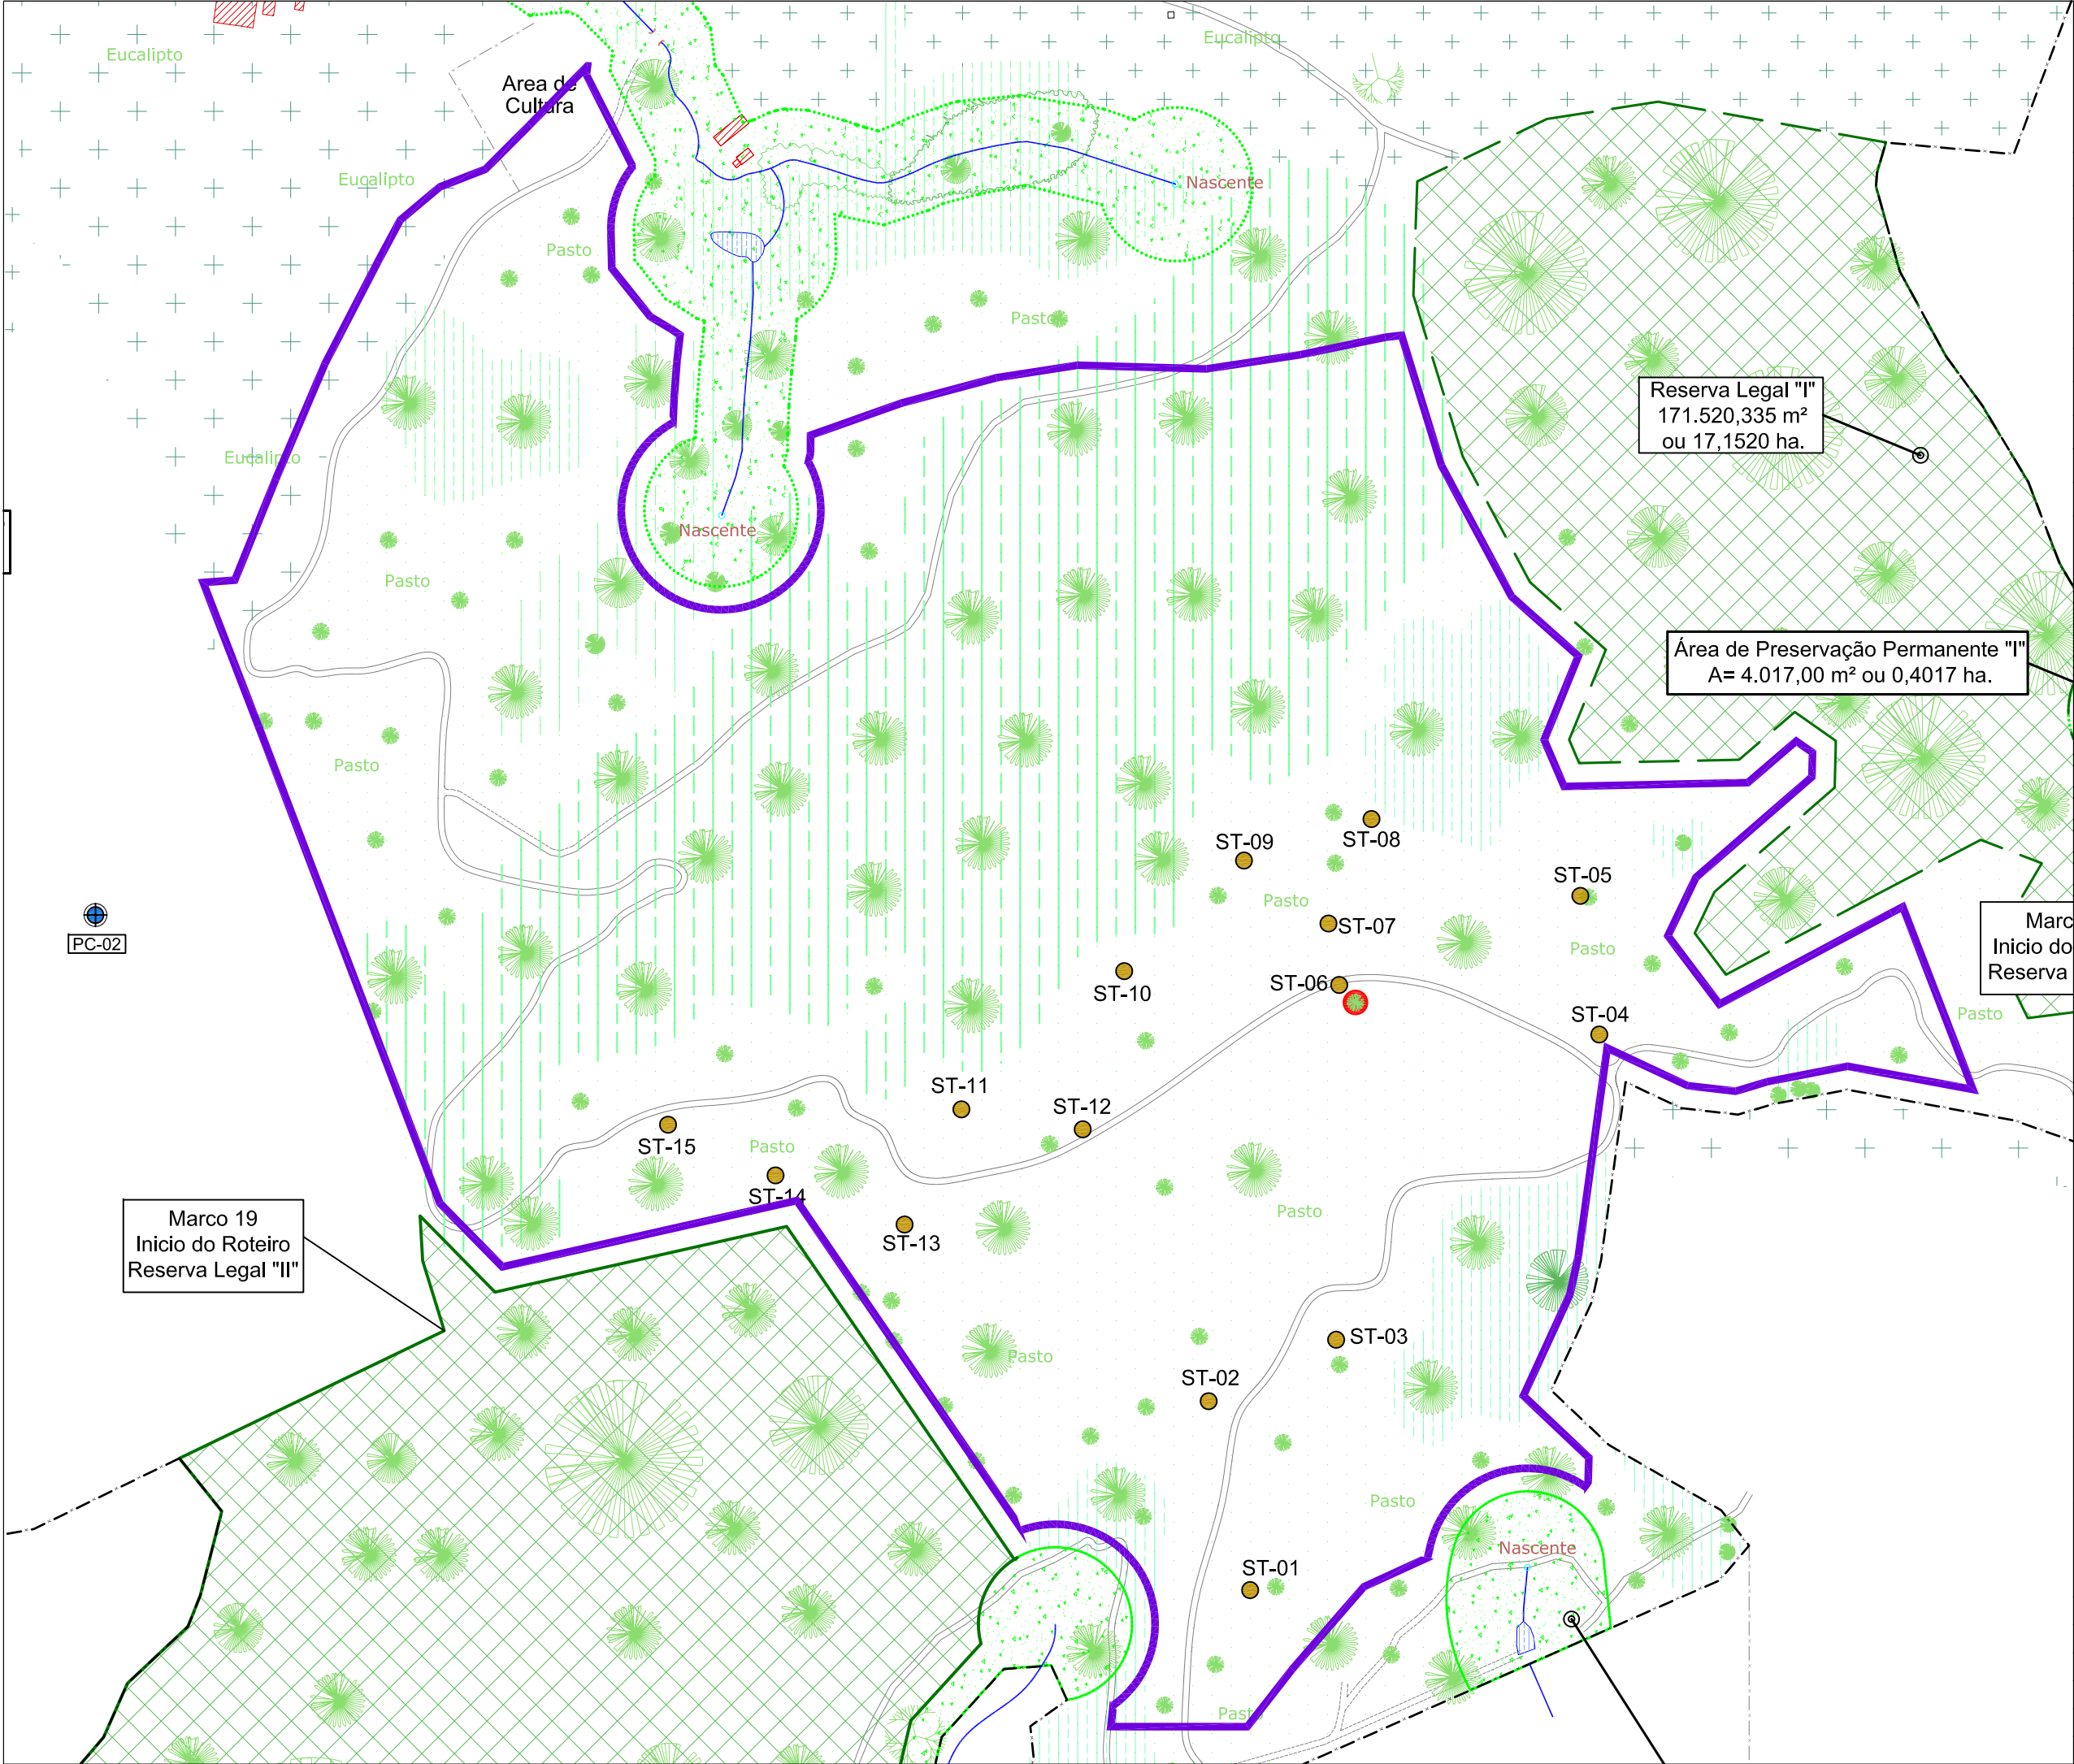 Eucalipto
Eucalipto
Area de
Cultura
Eucalipto
Nascente
Pasto
Pasto
Reserva Legal "I"
171.520,335 m²
ou 17,1520 ha.
Eucalipto
Nascente
Pasto
Área de Preservação Permanente "I"
A= 4.017,00 m² ou 0,4017 ha.
Pasto
ST-08
ST-09
ST-05
Pasto
ST-07
PC-02
Pasto
Marc
Inicio do
Reserva
ST-06
ST-10
ST-04
Pasto
ST-11
ST-12
ST-15
Pasto
ST-14
Marco 19
Inicio do Roteiro
Reserva Legal "II"
Pasto
ST-13
ST-03
Pasto
ST-02
Pasto
Nascente
ST-01
Pasto